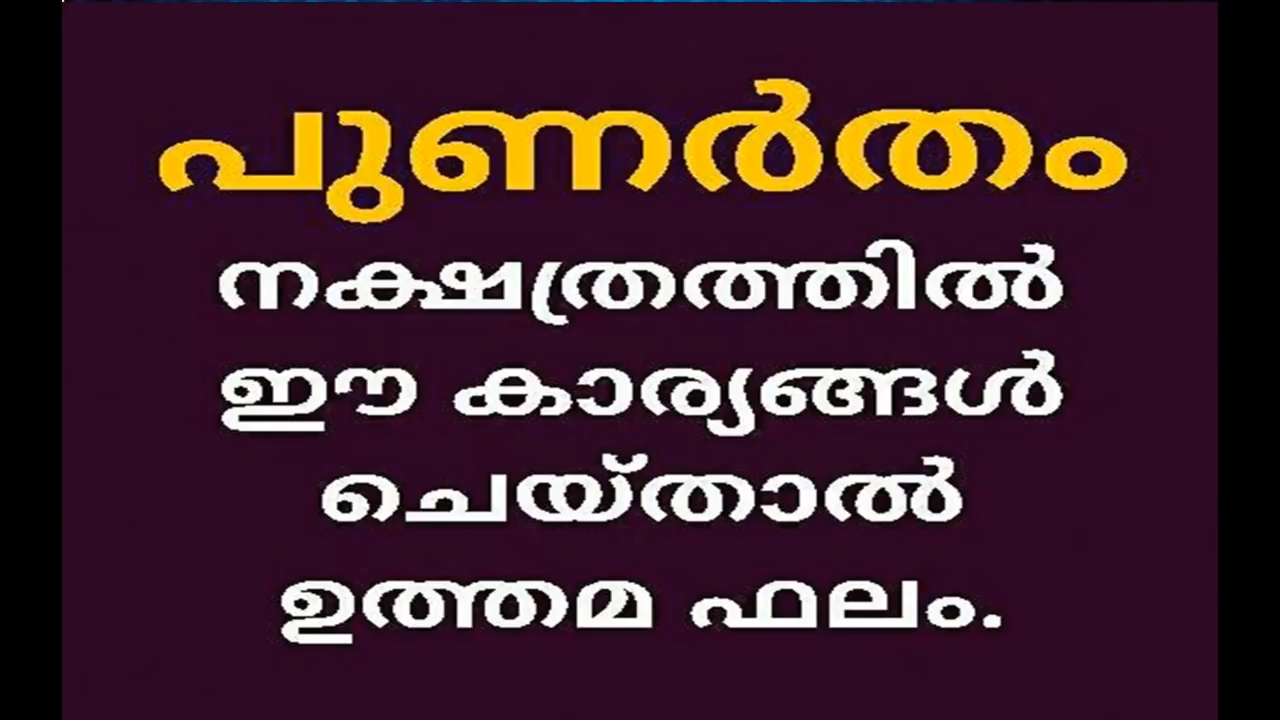 പുണർതം
നക്ഷത്രത്തിൽ
ഈ കാര്യങ്ങൾ
ചെയ്താൽ
ഉത്തമ ഫലം.